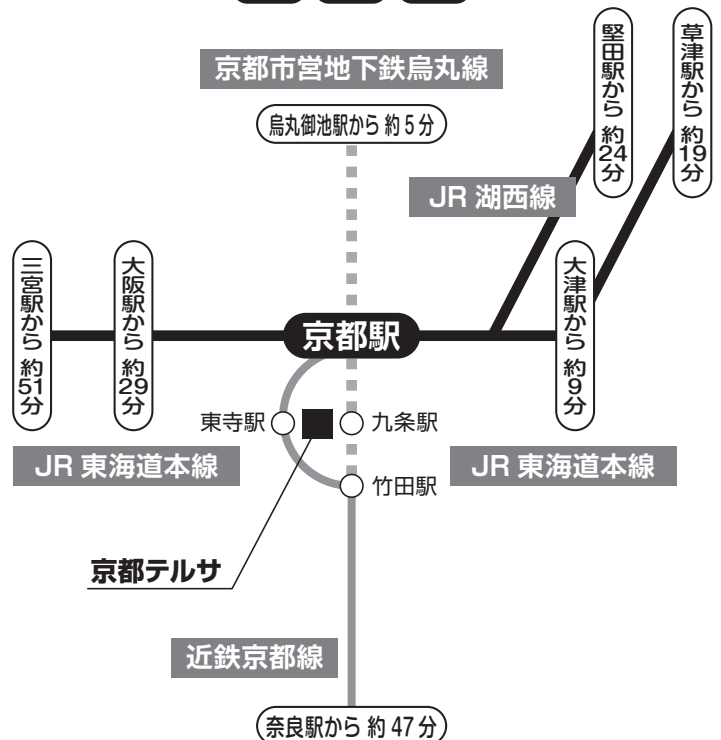 京都市営地下鉄烏丸線
烏丸御池駅から 約5分
堅田駅から 約24分
草津駅から 約19分
JR 湖西線
三宮駅から 約51分
大阪駅から 約29分
京都駅
大津駅から 約9分
東寺駅
九条駅
JR 東海道本線
JR 東海道本線
竹田駅
京都テルサ
近鉄京都線
奈良駅から 約47分